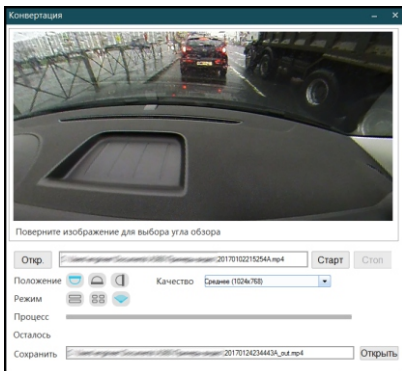 Конвертация
Поверните изображение для выбора угла обзора
Откр. 20170102215254A.mp4 Старт Стоп
Положение Качество Среднее (1024x768)
Режим
Процесс
Осталось
Сохранить 20170124234443A_out.mp4 Открыть